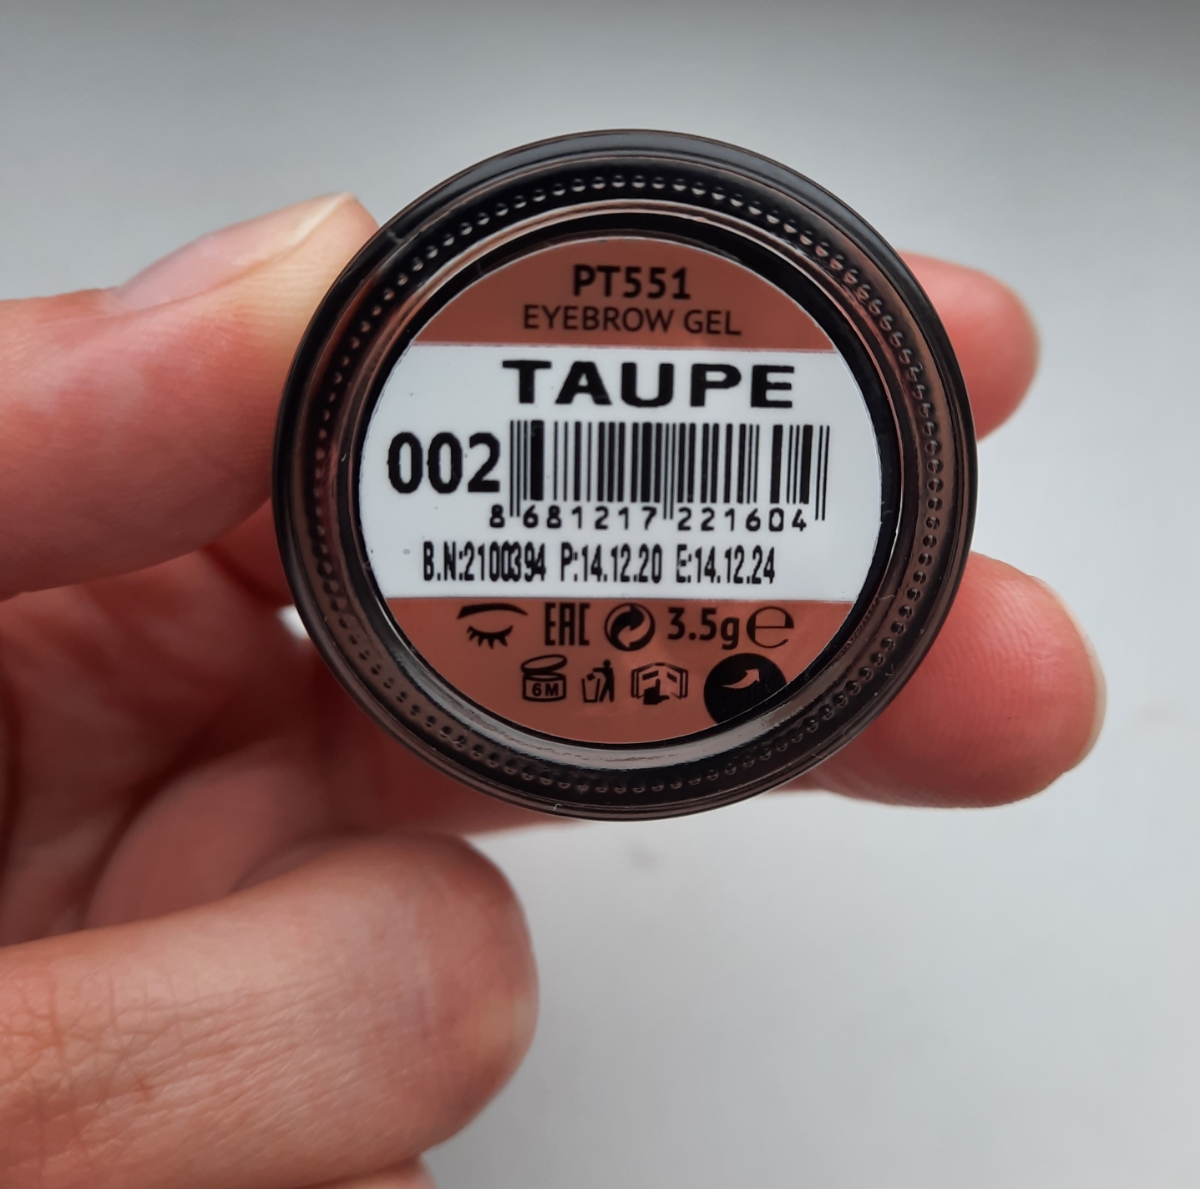 PT551
EYEBROW GEL
TAUPE
002
8 681217 221604
B.N:2100394 P:14.12.20 E:14.12.24
EAC 3.5g e
6M